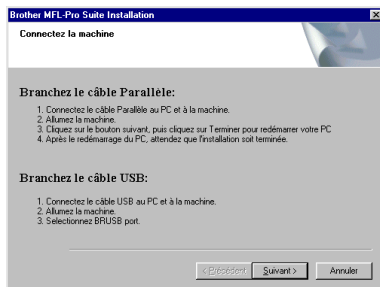 Brother MFL-Pro Suite Installation
Connectez la machine
Branchez le câble Parallèle:
1. Connectez le câble Parallèle au PC et à la machine.
2. Allumez la machine.
3. Cliquez sur le bouton suivant, puis cliquez sur Terminer pour redémarrer votre PC
4. Après le redémarrage du PC, attendez que l'installation soit terminée.
Branchez le câble USB:
1. Connectez le câble USB au PC et à la machine.
2. Allumez la machine.
3. Selectionnez BRUSB port.
< Précédent Suivant > Annuler